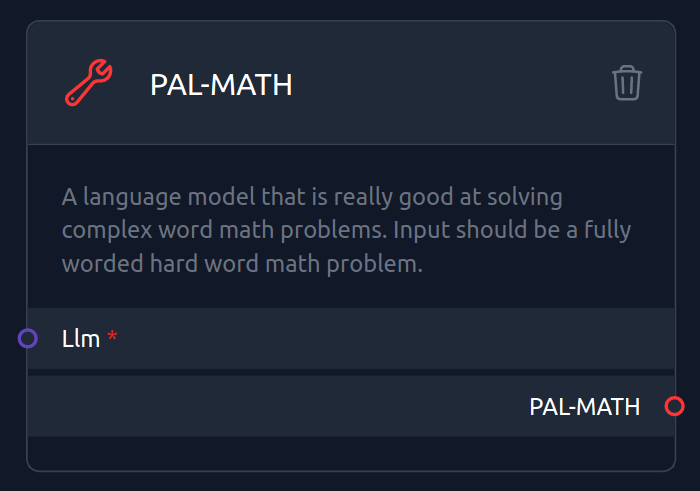 PAL-MATH
A language model that is really good at solving
complex word math problems. Input should be a fully
worded hard word math problem.
Llm *
PAL-MATH